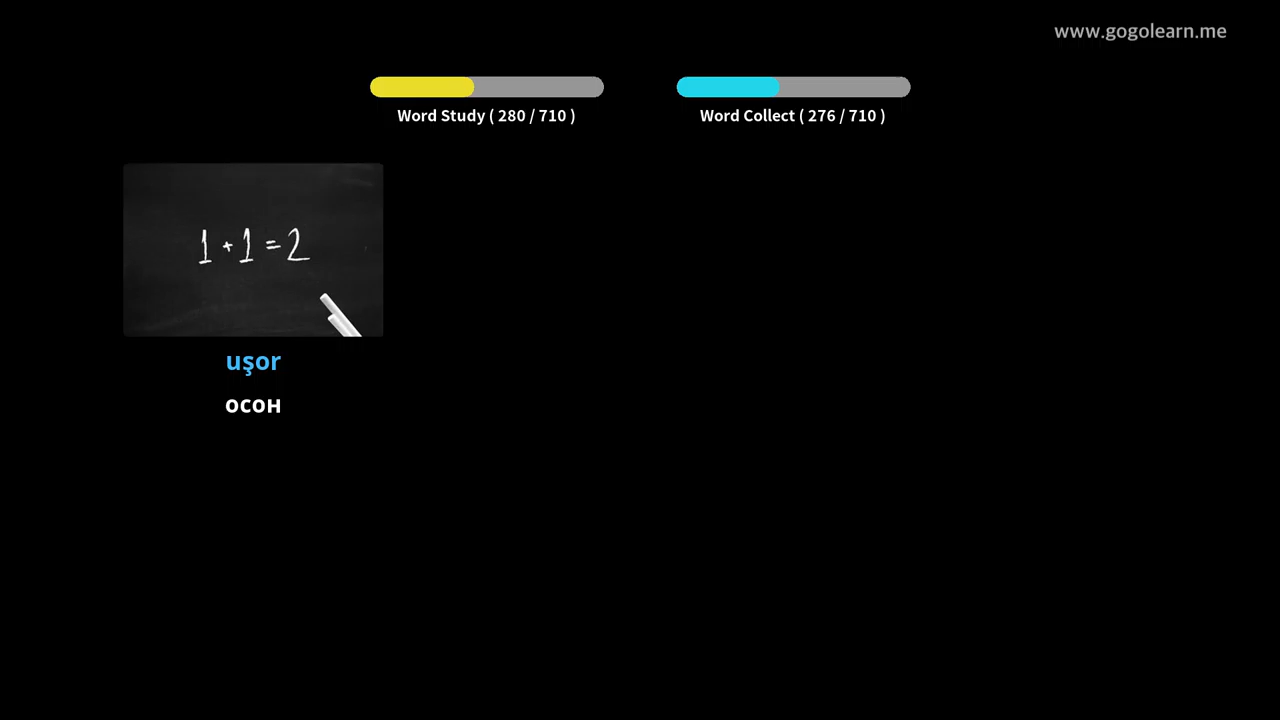 www.gogolearn.me
Word Study ( 280 / 710 )
Word Collect ( 276 / 710 )
1 + 1 = 2
uşor
осон